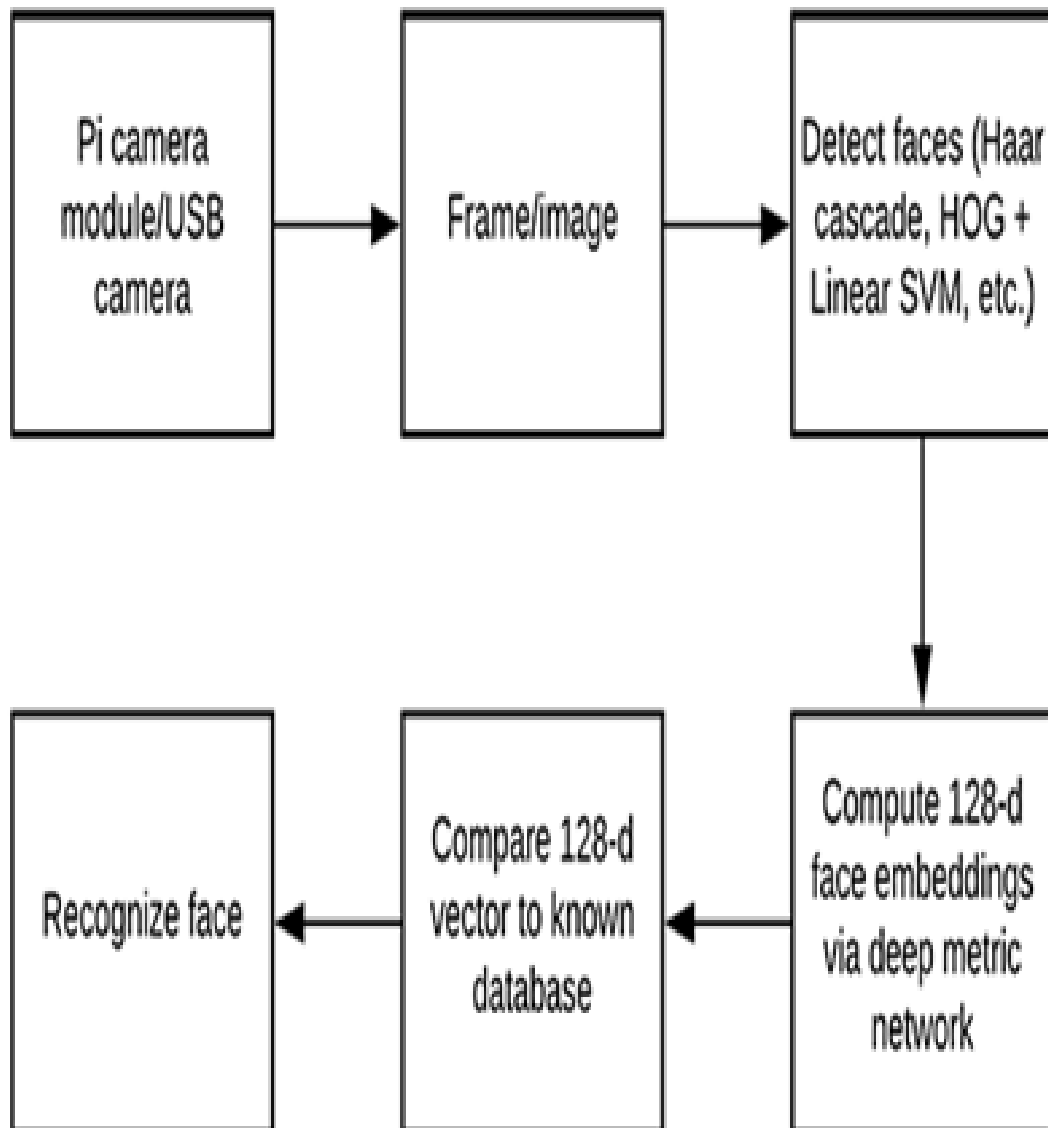 Pi camera
module/USB
camera
Frame/image
Detect faces (Haar
cascade, HOG +
Linear SVM, etc.)
Compute 128-d
face embeddings
via deep metric
network
Compare 128-d
vector to known
database
Recognize face